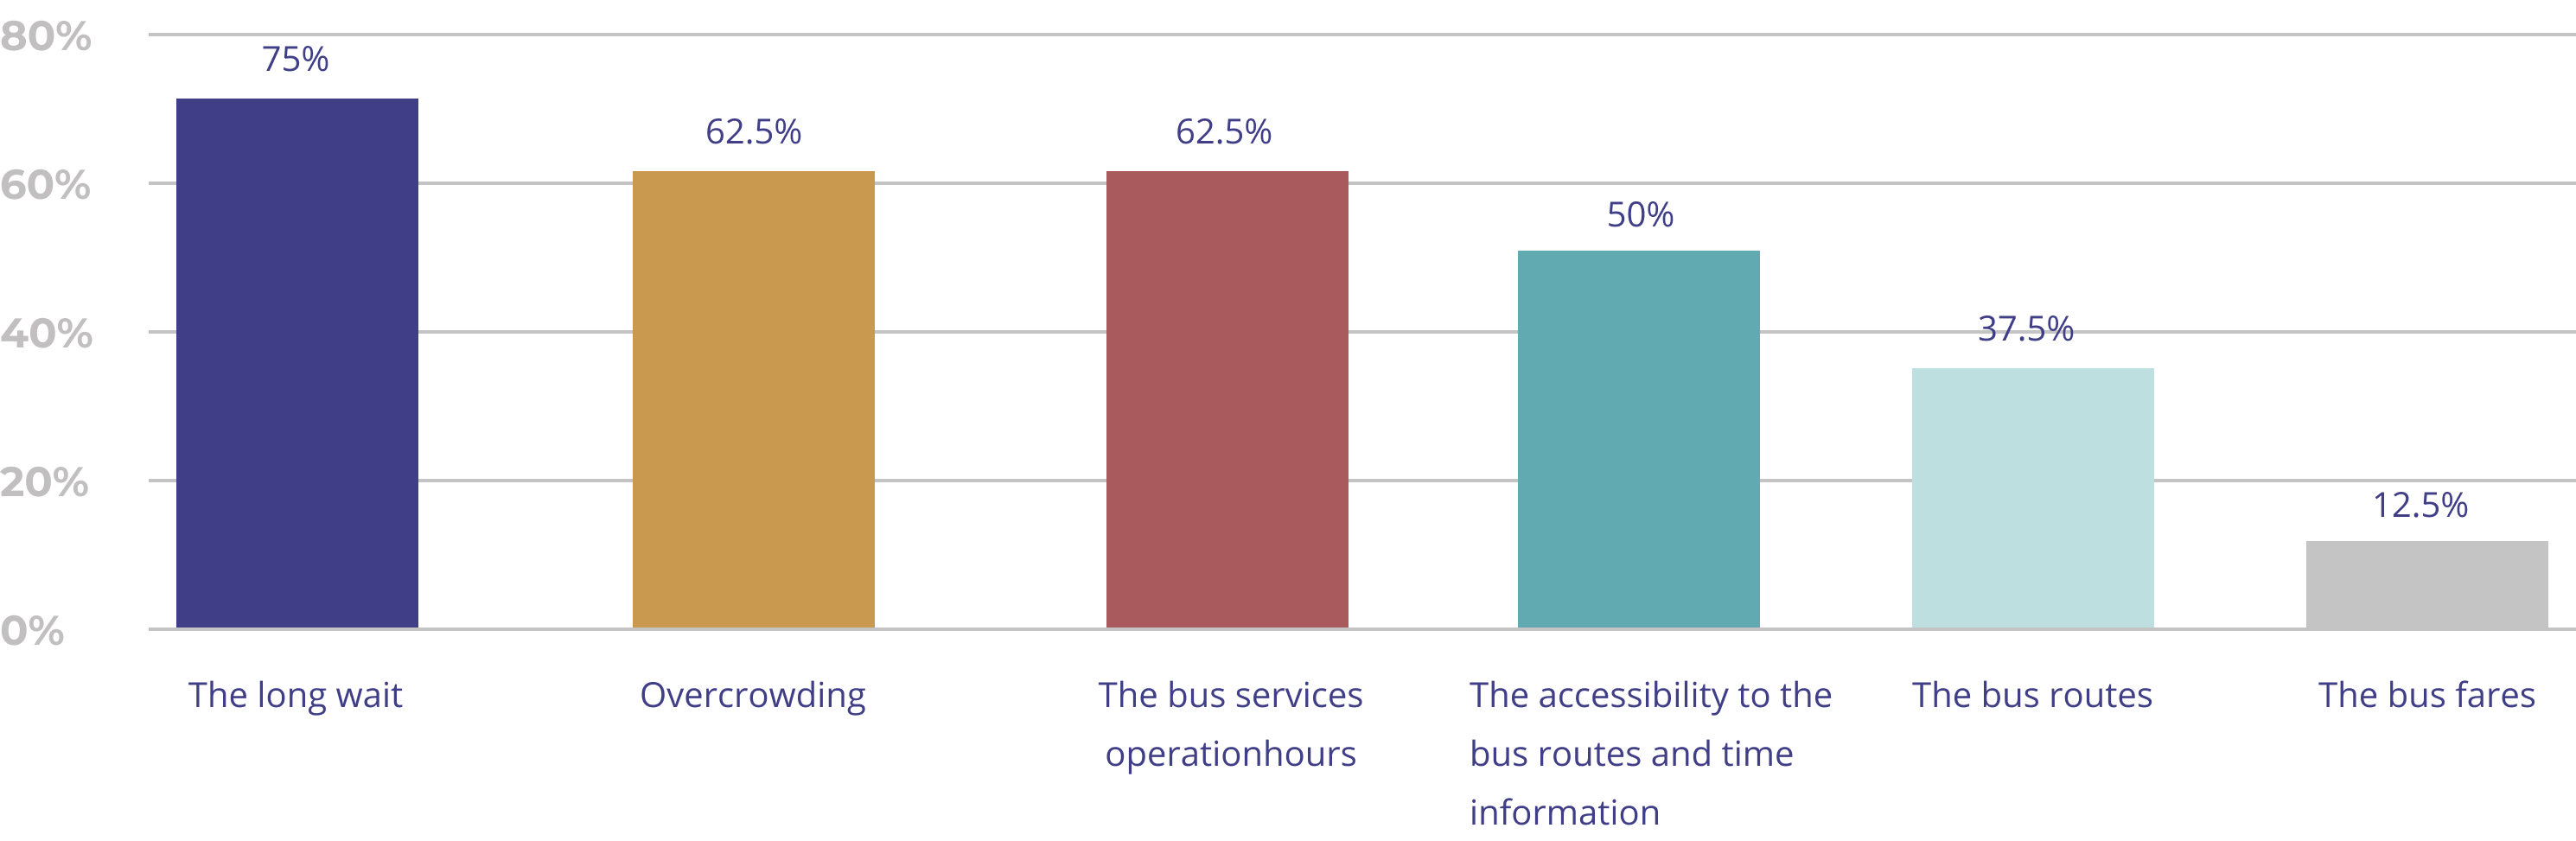 80%
75%
62.5%
62.5%
60%
50%
40%
37.5%
20%
12.5%
0%
The long wait
Overcrowding
The bus services
operationhours
The accessibility to the
bus routes and time
information
The bus routes
The bus fares